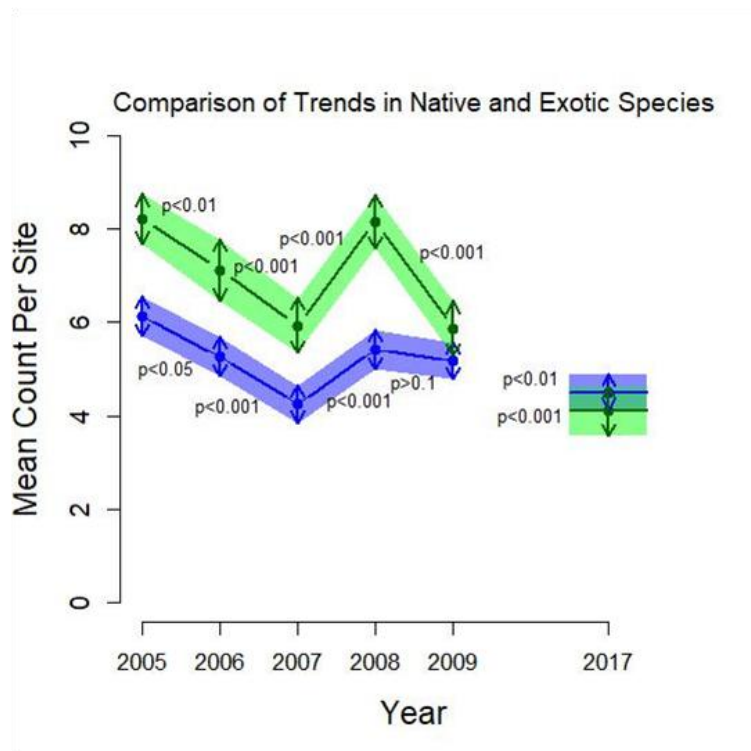 Comparison of Trends in Native and Exotic Species
10
8
6
4
2
0
Mean Count Per Site
p<0.01
p<0.001
p<0.001
p<0.001
p<0.05
p<0.001
p<0.001
p>0.1
p<0.01
p<0.001
2005 2006 2007 2008 2009 2017
Year